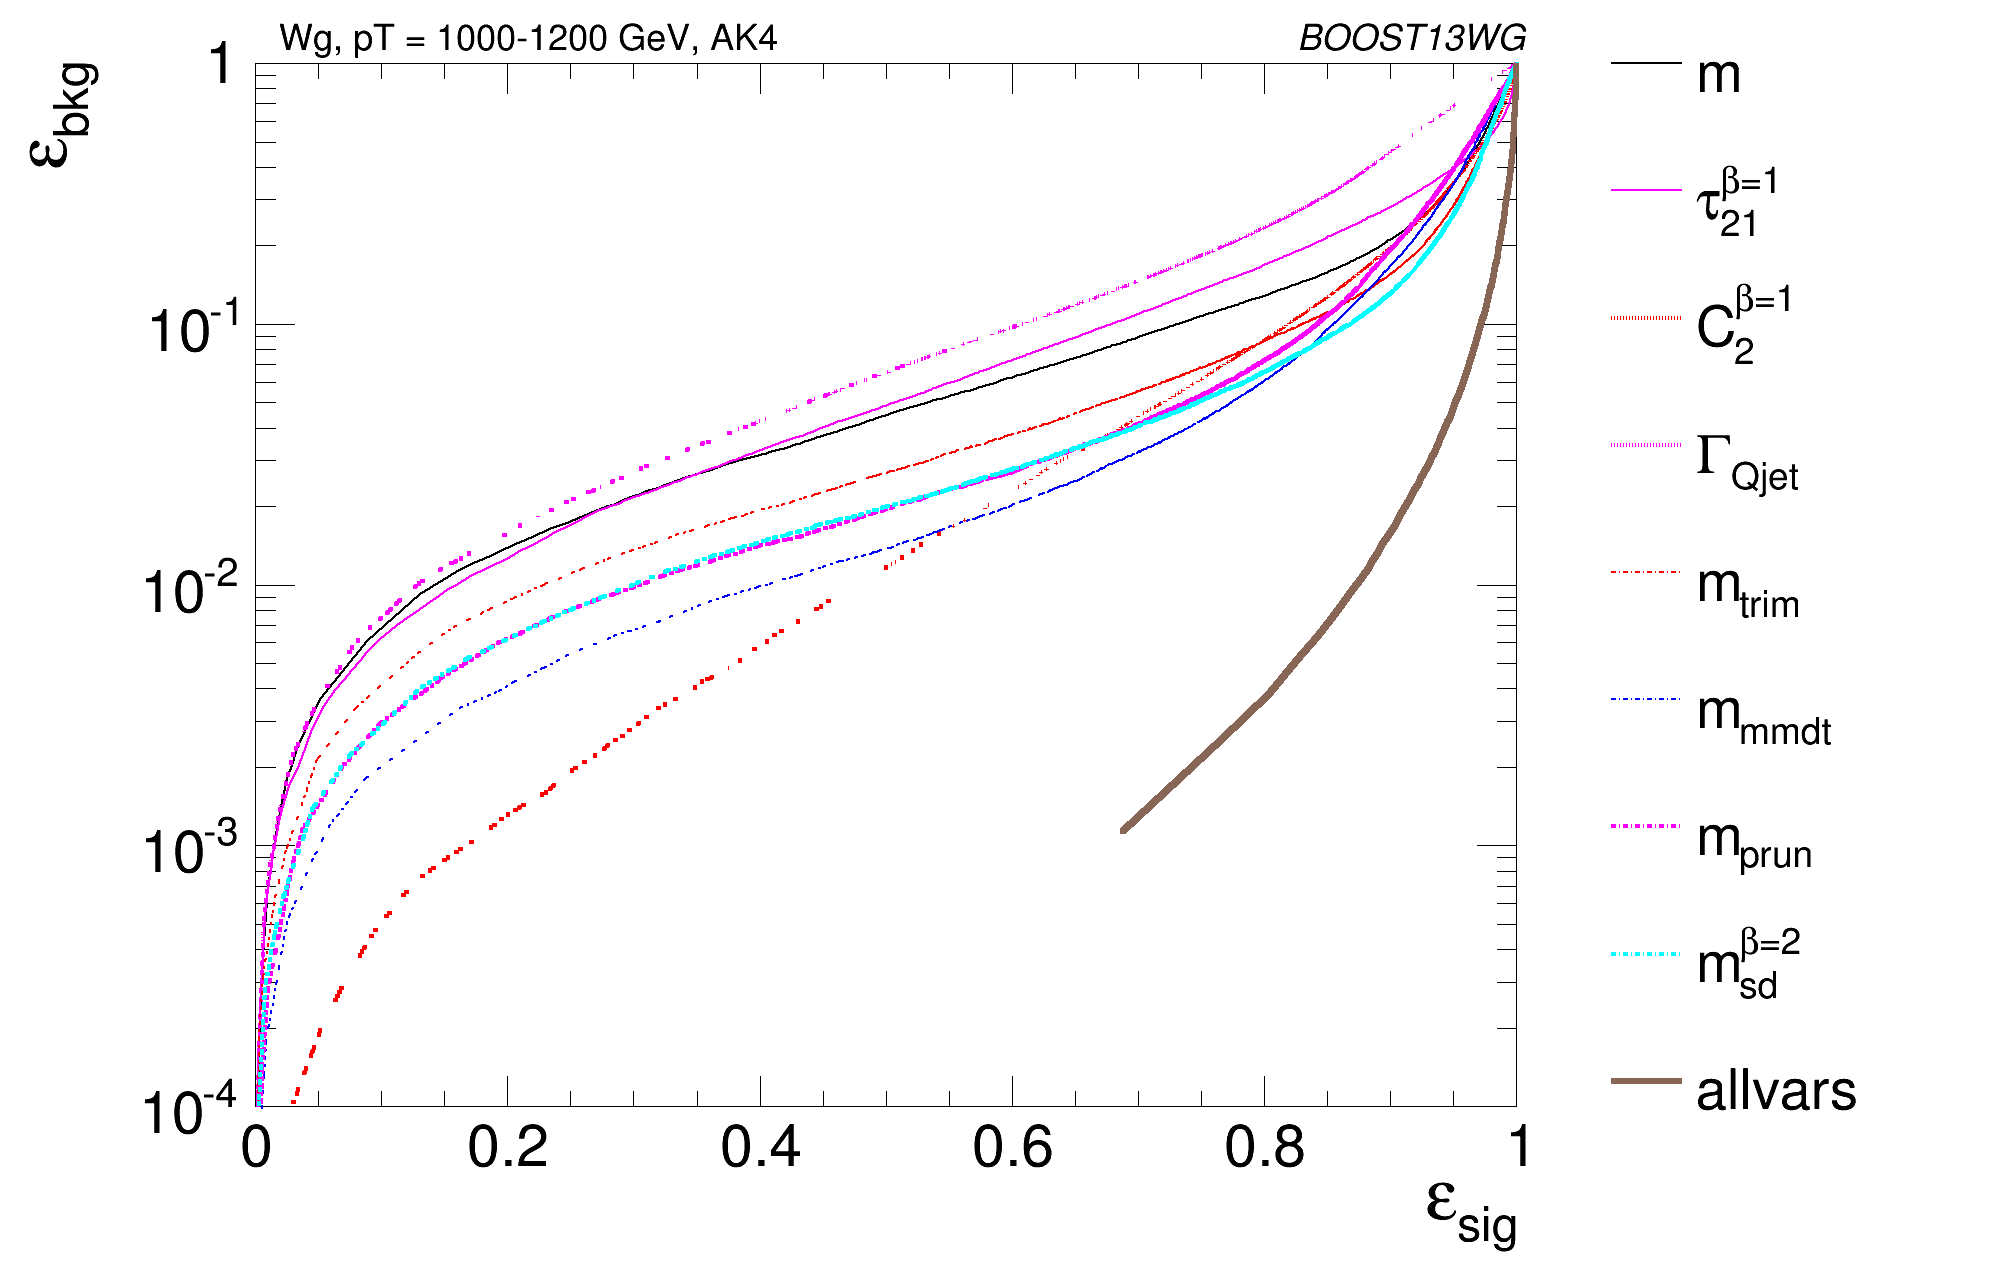 Wg, pT = 1000-1200 GeV, AK4
BOOST13WG
ε_bkg
1
10^-1
10^-2
10^-3
10^-4
0 0.2 0.4 0.6 0.8 1
ε_sig
m
τ_21^β=1
C_2^β=1
Γ_Qjet
m_trim
m_mmdt
m_prun
m_sd^β=2
allvars